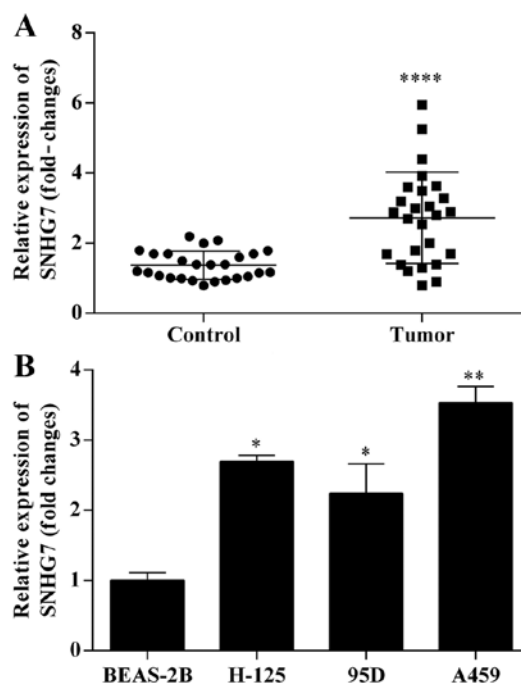 A
Relative expression of
SNHG7 (fold-changes)
8
6
4
2
0
****
Control
Tumor
B
Relative expression of
SNHG7 (fold changes)
4
3
2
1
0
*
*
**
BEAS-2B
H-125
95D
A459